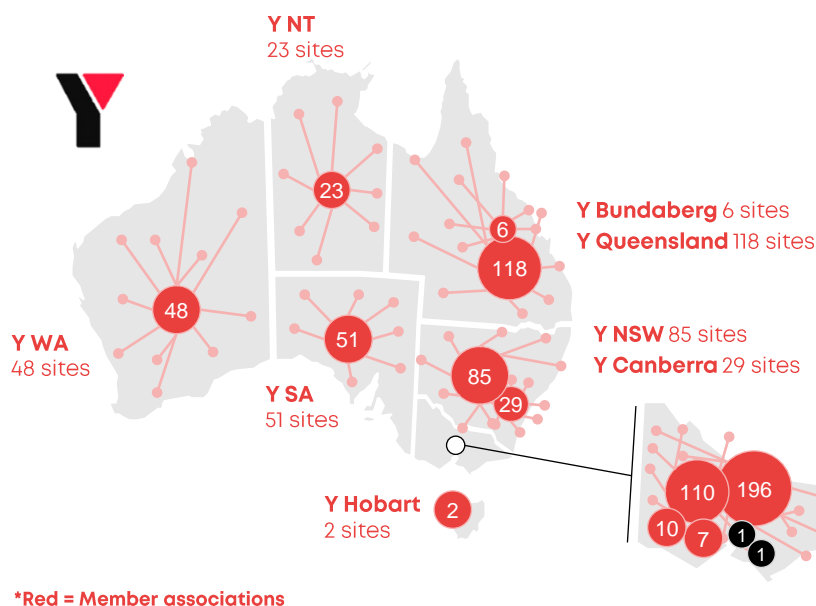 Y NT
23 sites
Y
23
6
118
Y Bundaberg 6 sites
Y Queensland 118 sites
48
51
85
29
Y NSW 85 sites
Y Canberra 29 sites
Y WA
48 sites
Y SA
51 sites
110
196
10
7
1
1
Y Hobart
2 sites
2
*Red = Member associations